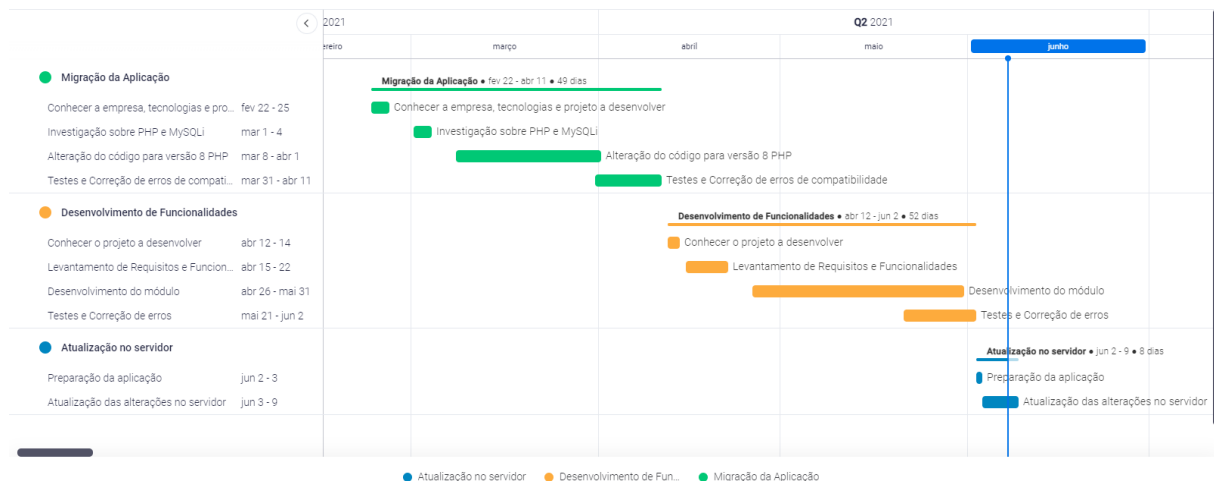 2021
Q2 2021
ereiro
março
abril
maio
junho
Migração da Aplicação
Migração da Aplicação ● fev 22 - abr 11 ● 49 dias
Conhecer a empresa, tecnologias e pro... fev 22 - 25
Conhecer a empresa, tecnologias e projeto a desenvolver
Investigação sobre PHP e MySQLi mar 1 - 4
Investigação sobre PHP e MySQLi
Alteração do código para versão 8 PHP mar 8 - abr 1
Alteração do código para versão 8 PHP
Testes e Correção de erros de compati... mar 31 - abr 11
Testes e Correção de erros de compatibilidade
Desenvolvimento de Funcionalidades
Desenvolvimento de Funcionalidades ● abr 12 - jun 2 ● 52 dias
Conhecer o projeto a desenvolver abr 12 - 14
Conhecer o projeto a desenvolver
Levantamento de Requisitos e Funcion... abr 15 - 22
Levantamento de Requisitos e Funcionalidades
Desenvolvimento do módulo abr 26 - mai 31
Desenvolvimento do módulo
Testes e Correção de erros mai 21 - jun 2
Testes e Correção de erros
Atualização no servidor
Atualização no servidor ● jun 2 - 9 ● 8 dias
Preparação da aplicação jun 2 - 3
Preparação da aplicação
Atualização das alterações no servidor jun 3 - 9
Atualização das alterações no servidor
Atualização no servidor
Desenvolvimento de Fun...
Migração da Aplicação